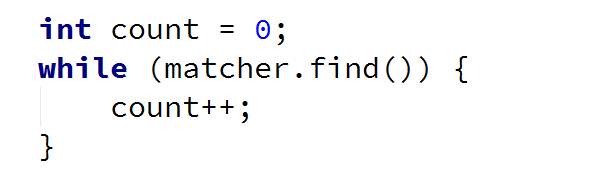 int count = 0;
while (matcher.find()) {
    count++;
}